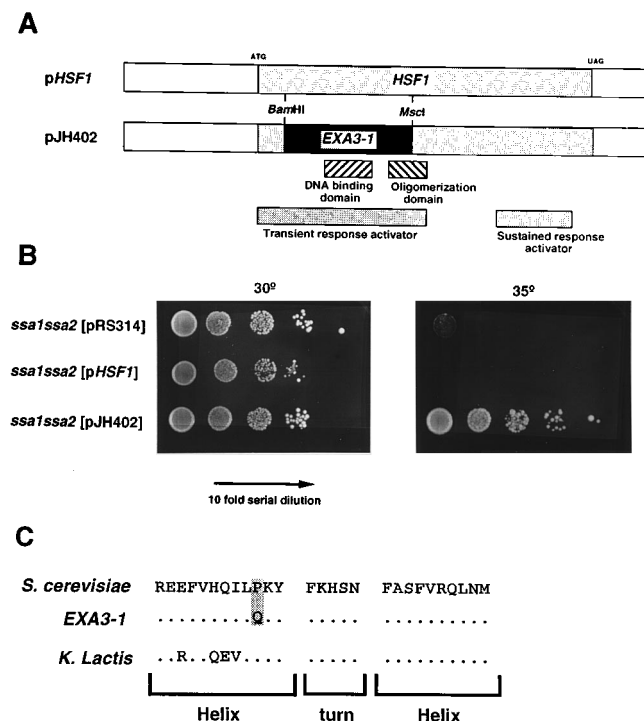 A
ATG
UAG
pHSF1
HSF1
BamHI
MscI
pJH402
EXA3-1
DNA binding
domain
Oligomerization
domain
Transient response activator
Sustained response
activator
B
30º
35º
ssa1ssa2 [pRS314]
ssa1ssa2 [pHSF1]
ssa1ssa2 [pJH402]
10 fold serial dilution
C
S. cerevisiae REEFVHQILPKY FKHSN FASFVRQLNM
EXA3-1 .........Q.. ..... ..........
K. Lactis ..R..QEV.... ..... ..........
Helix turn Helix